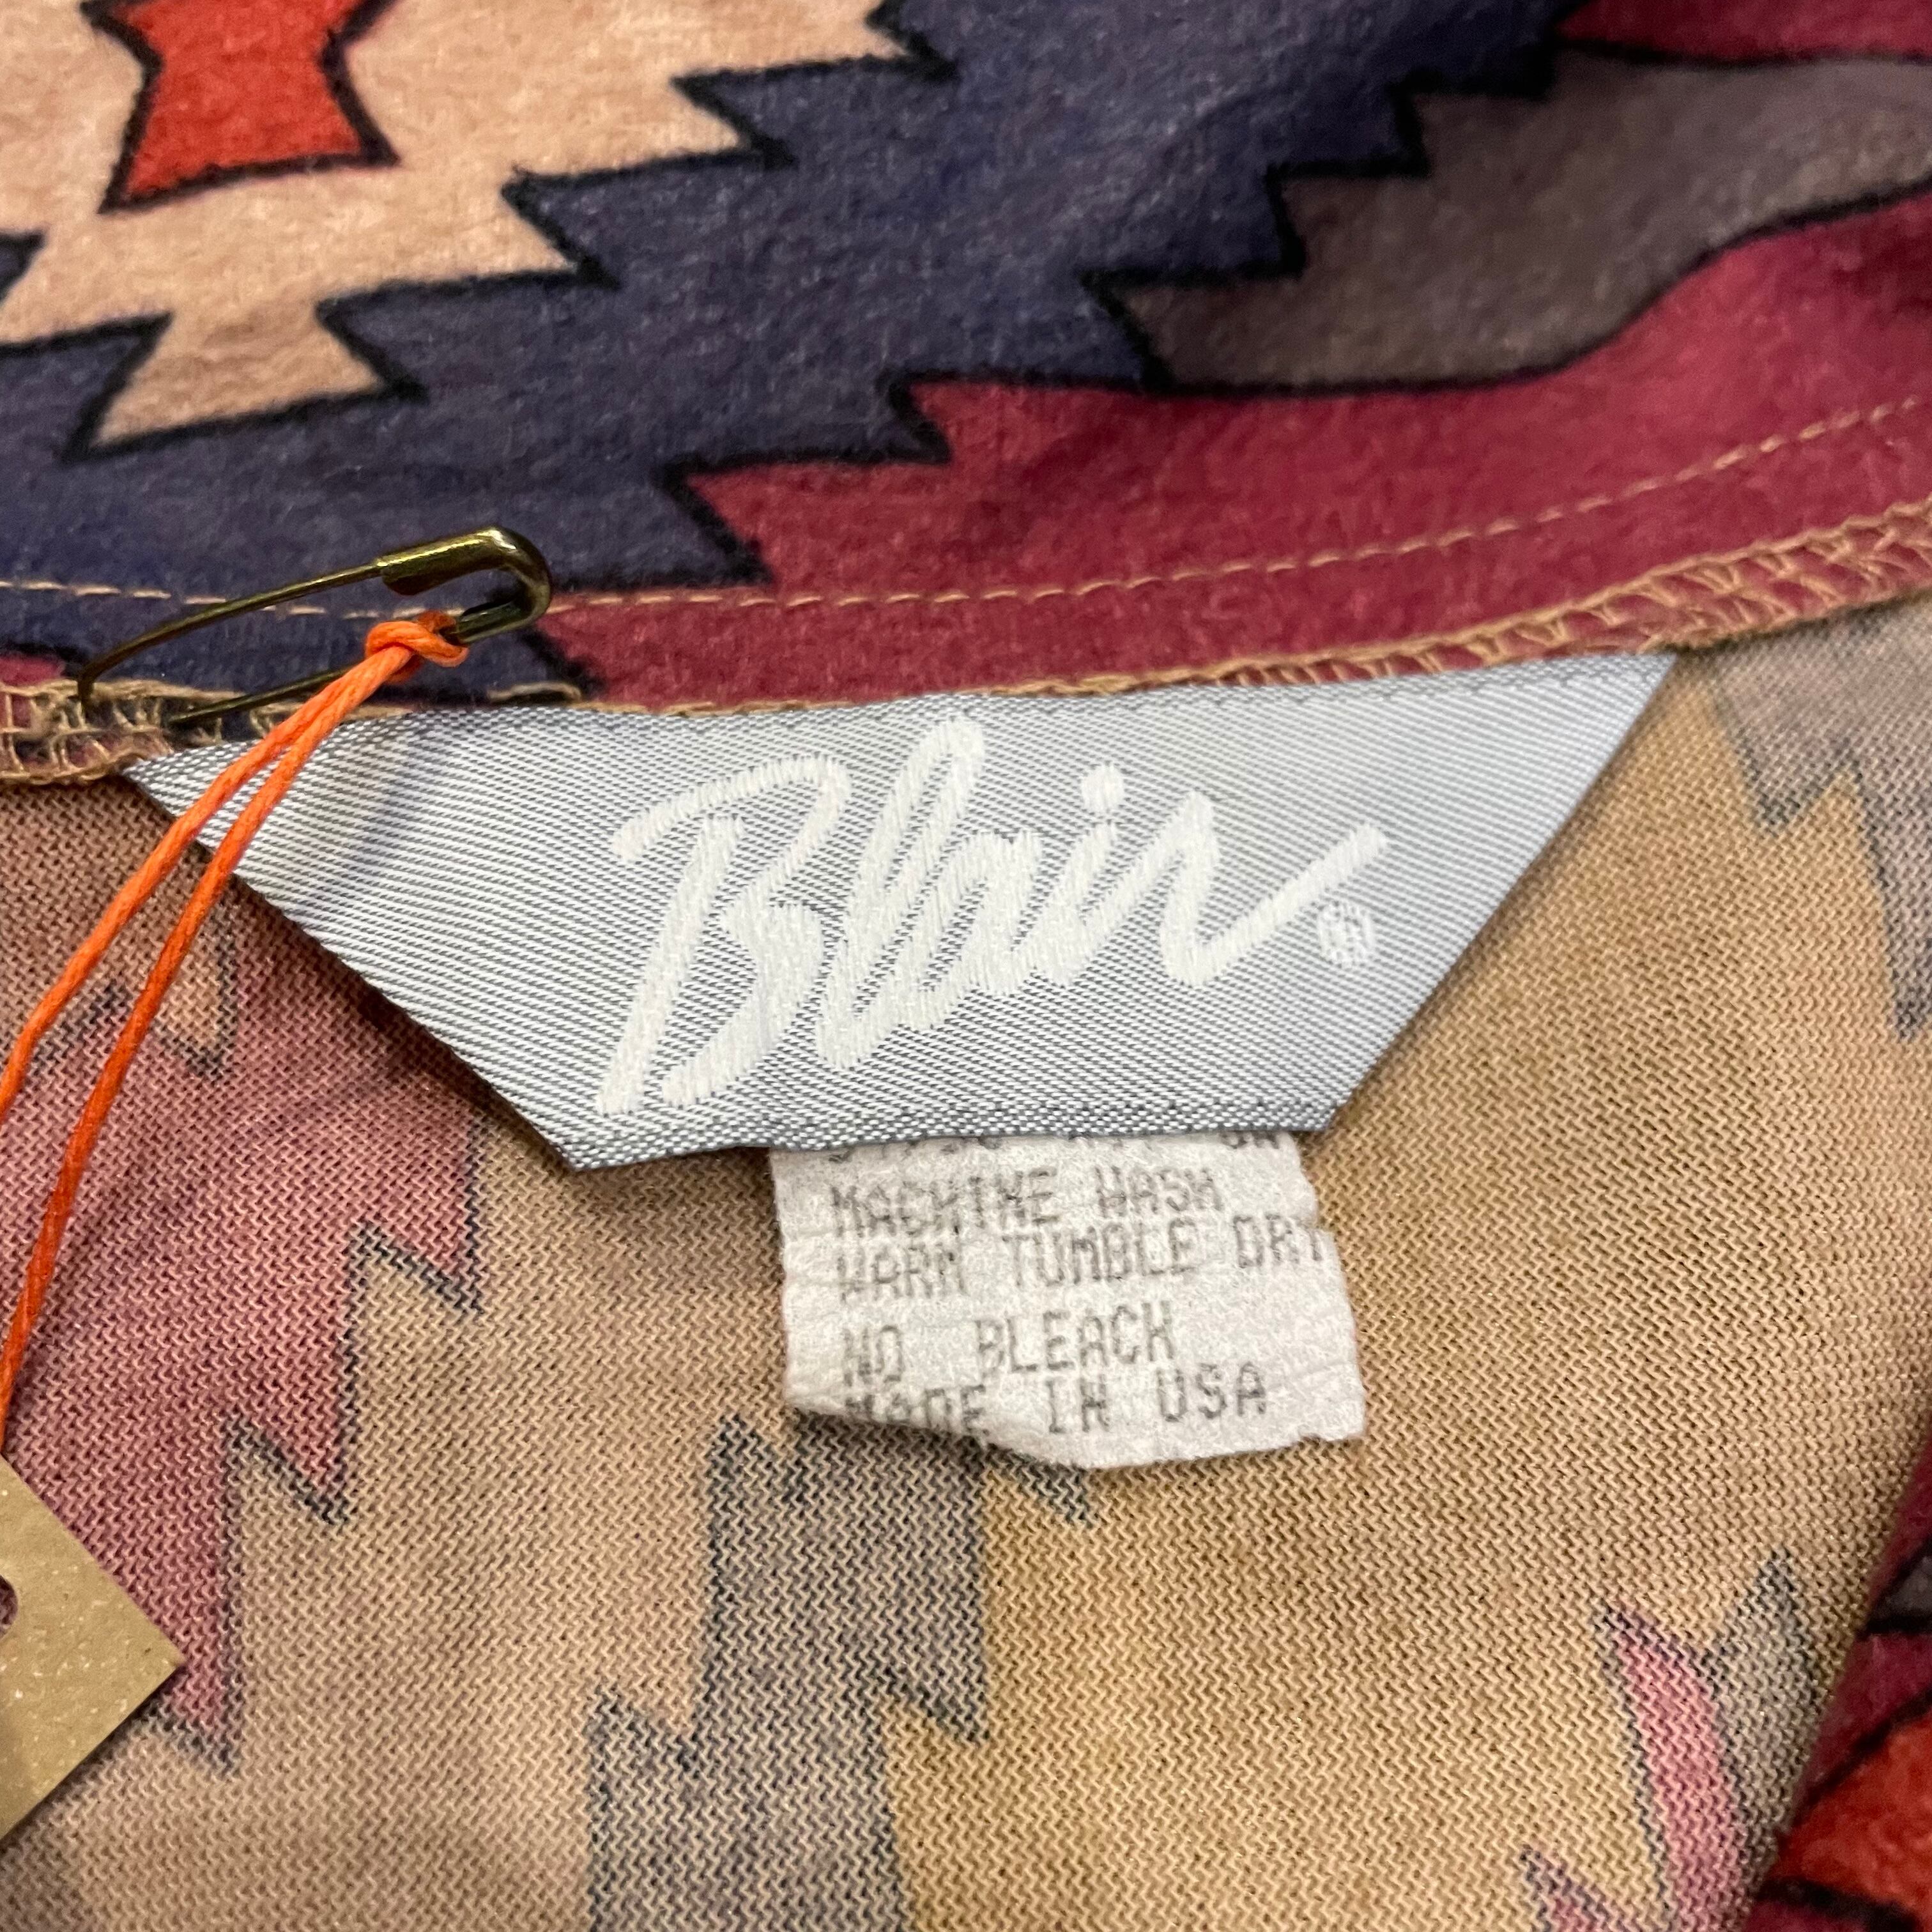 Blair®
MACHINE WASH
WARM TUMBLE DRY
NO BLEACH
MADE IN USA